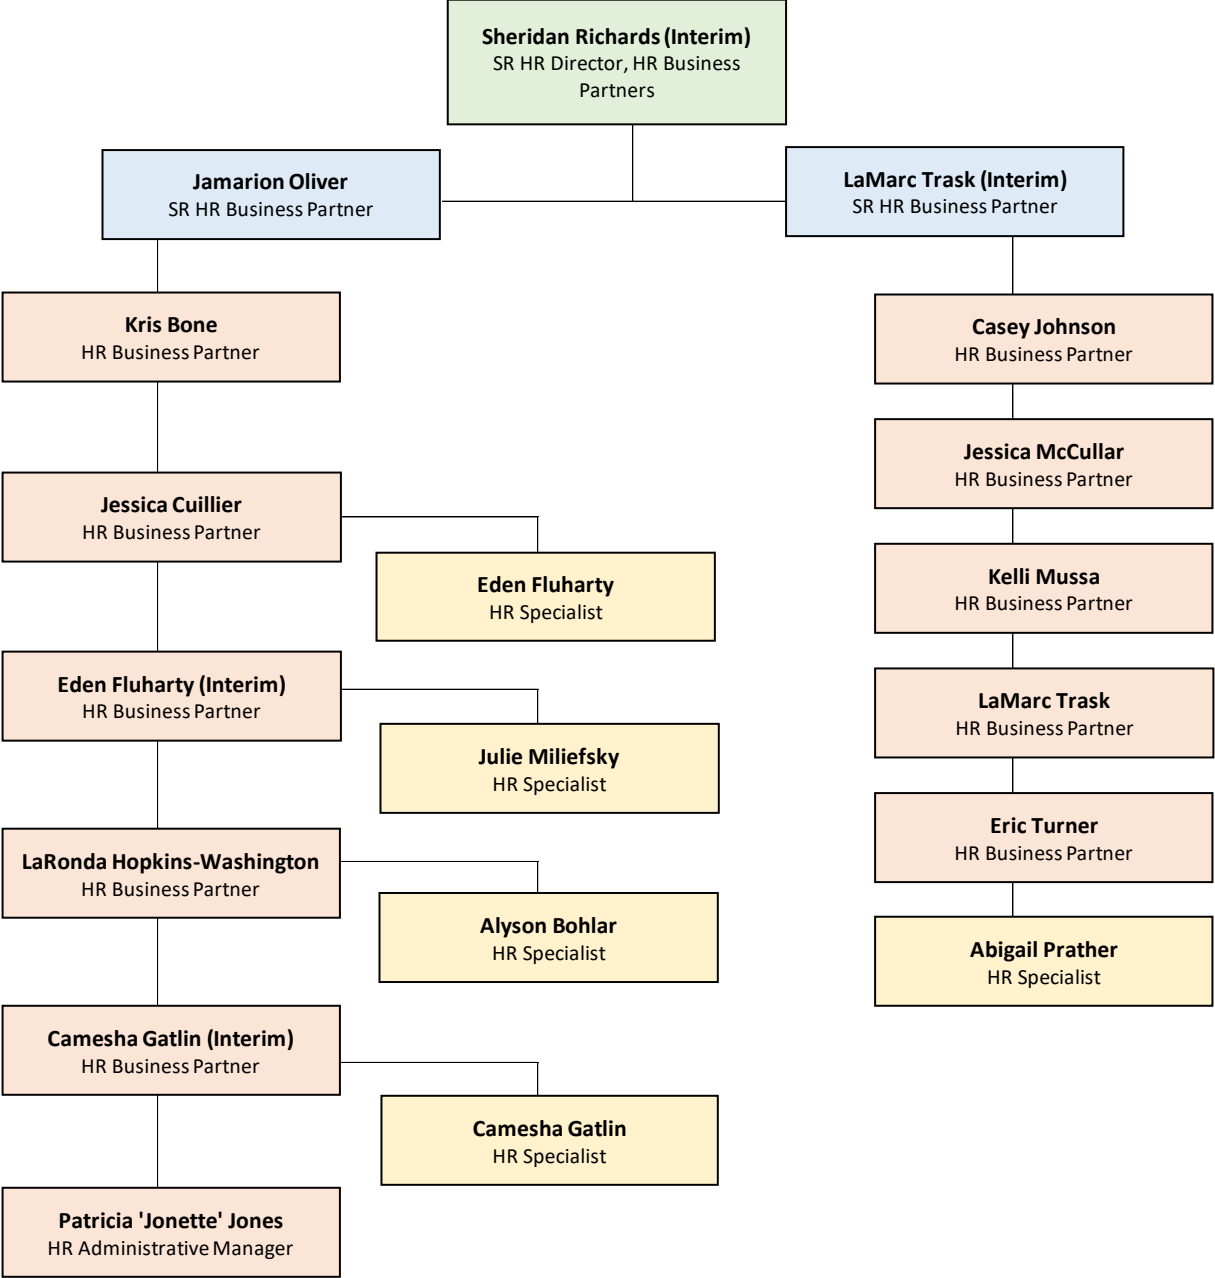 Sheridan Richards (Interim)
SR HR Director, HR Business
Partners
Jamarion Oliver
SR HR Business Partner
LaMarc Trask (Interim)
SR HR Business Partner
Kris Bone
HR Business Partner
Jessica Cuillier
HR Business Partner
Eden Fluharty
HR Specialist
Eden Fluharty (Interim)
HR Business Partner
Julie Miliefsky
HR Specialist
LaRonda Hopkins-Washington
HR Business Partner
Alyson Bohlar
HR Specialist
Camesha Gatlin (Interim)
HR Business Partner
Camesha Gatlin
HR Specialist
Patricia 'Jonette' Jones
HR Administrative Manager
Casey Johnson
HR Business Partner
Jessica McCullar
HR Business Partner
Kelli Mussa
HR Business Partner
LaMarc Trask
HR Business Partner
Eric Turner
HR Business Partner
Abigail Prather
HR Specialist